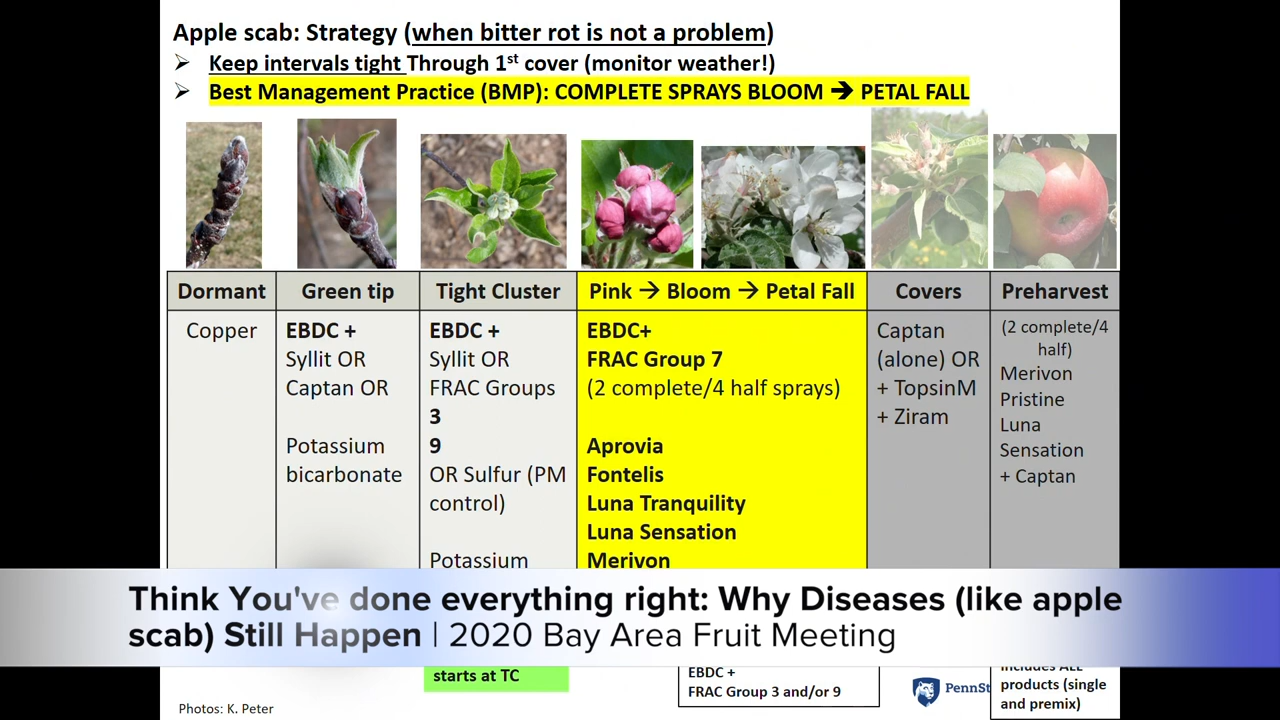 Apple scab: Strategy (when bitter rot is not a problem)
➢ Keep intervals tight Through 1st cover (monitor weather!)
➢ Best Management Practice (BMP): COMPLETE SPRAYS BLOOM ➔ PETAL FALL
Dormant
Green tip
Tight Cluster
Pink → Bloom → Petal Fall
Covers
Preharvest
Copper
EBDC +
Syllit OR
Captan OR
Potassium
bicarbonate
EBDC +
Syllit OR
FRAC Groups
3
9
OR Sulfur (PM
control)
Potassium
EBDC+
FRAC Group 7
(2 complete/4 half sprays)
Aprovia
Fontelis
Luna Tranquility
Luna Sensation
Merivon
Captan
(alone) OR
+ TopsinM
+ Ziram
(2 complete/4
half)
Merivon
Pristine
Luna
Sensation
+ Captan
Think You've done everything right: Why Diseases (like apple
scab) Still Happen | 2020 Bay Area Fruit Meeting
starts at TC
EBDC +
FRAC Group 3 and/or 9
PennSt
includes ALL
products (single
and premix)
Photos: K. Peter